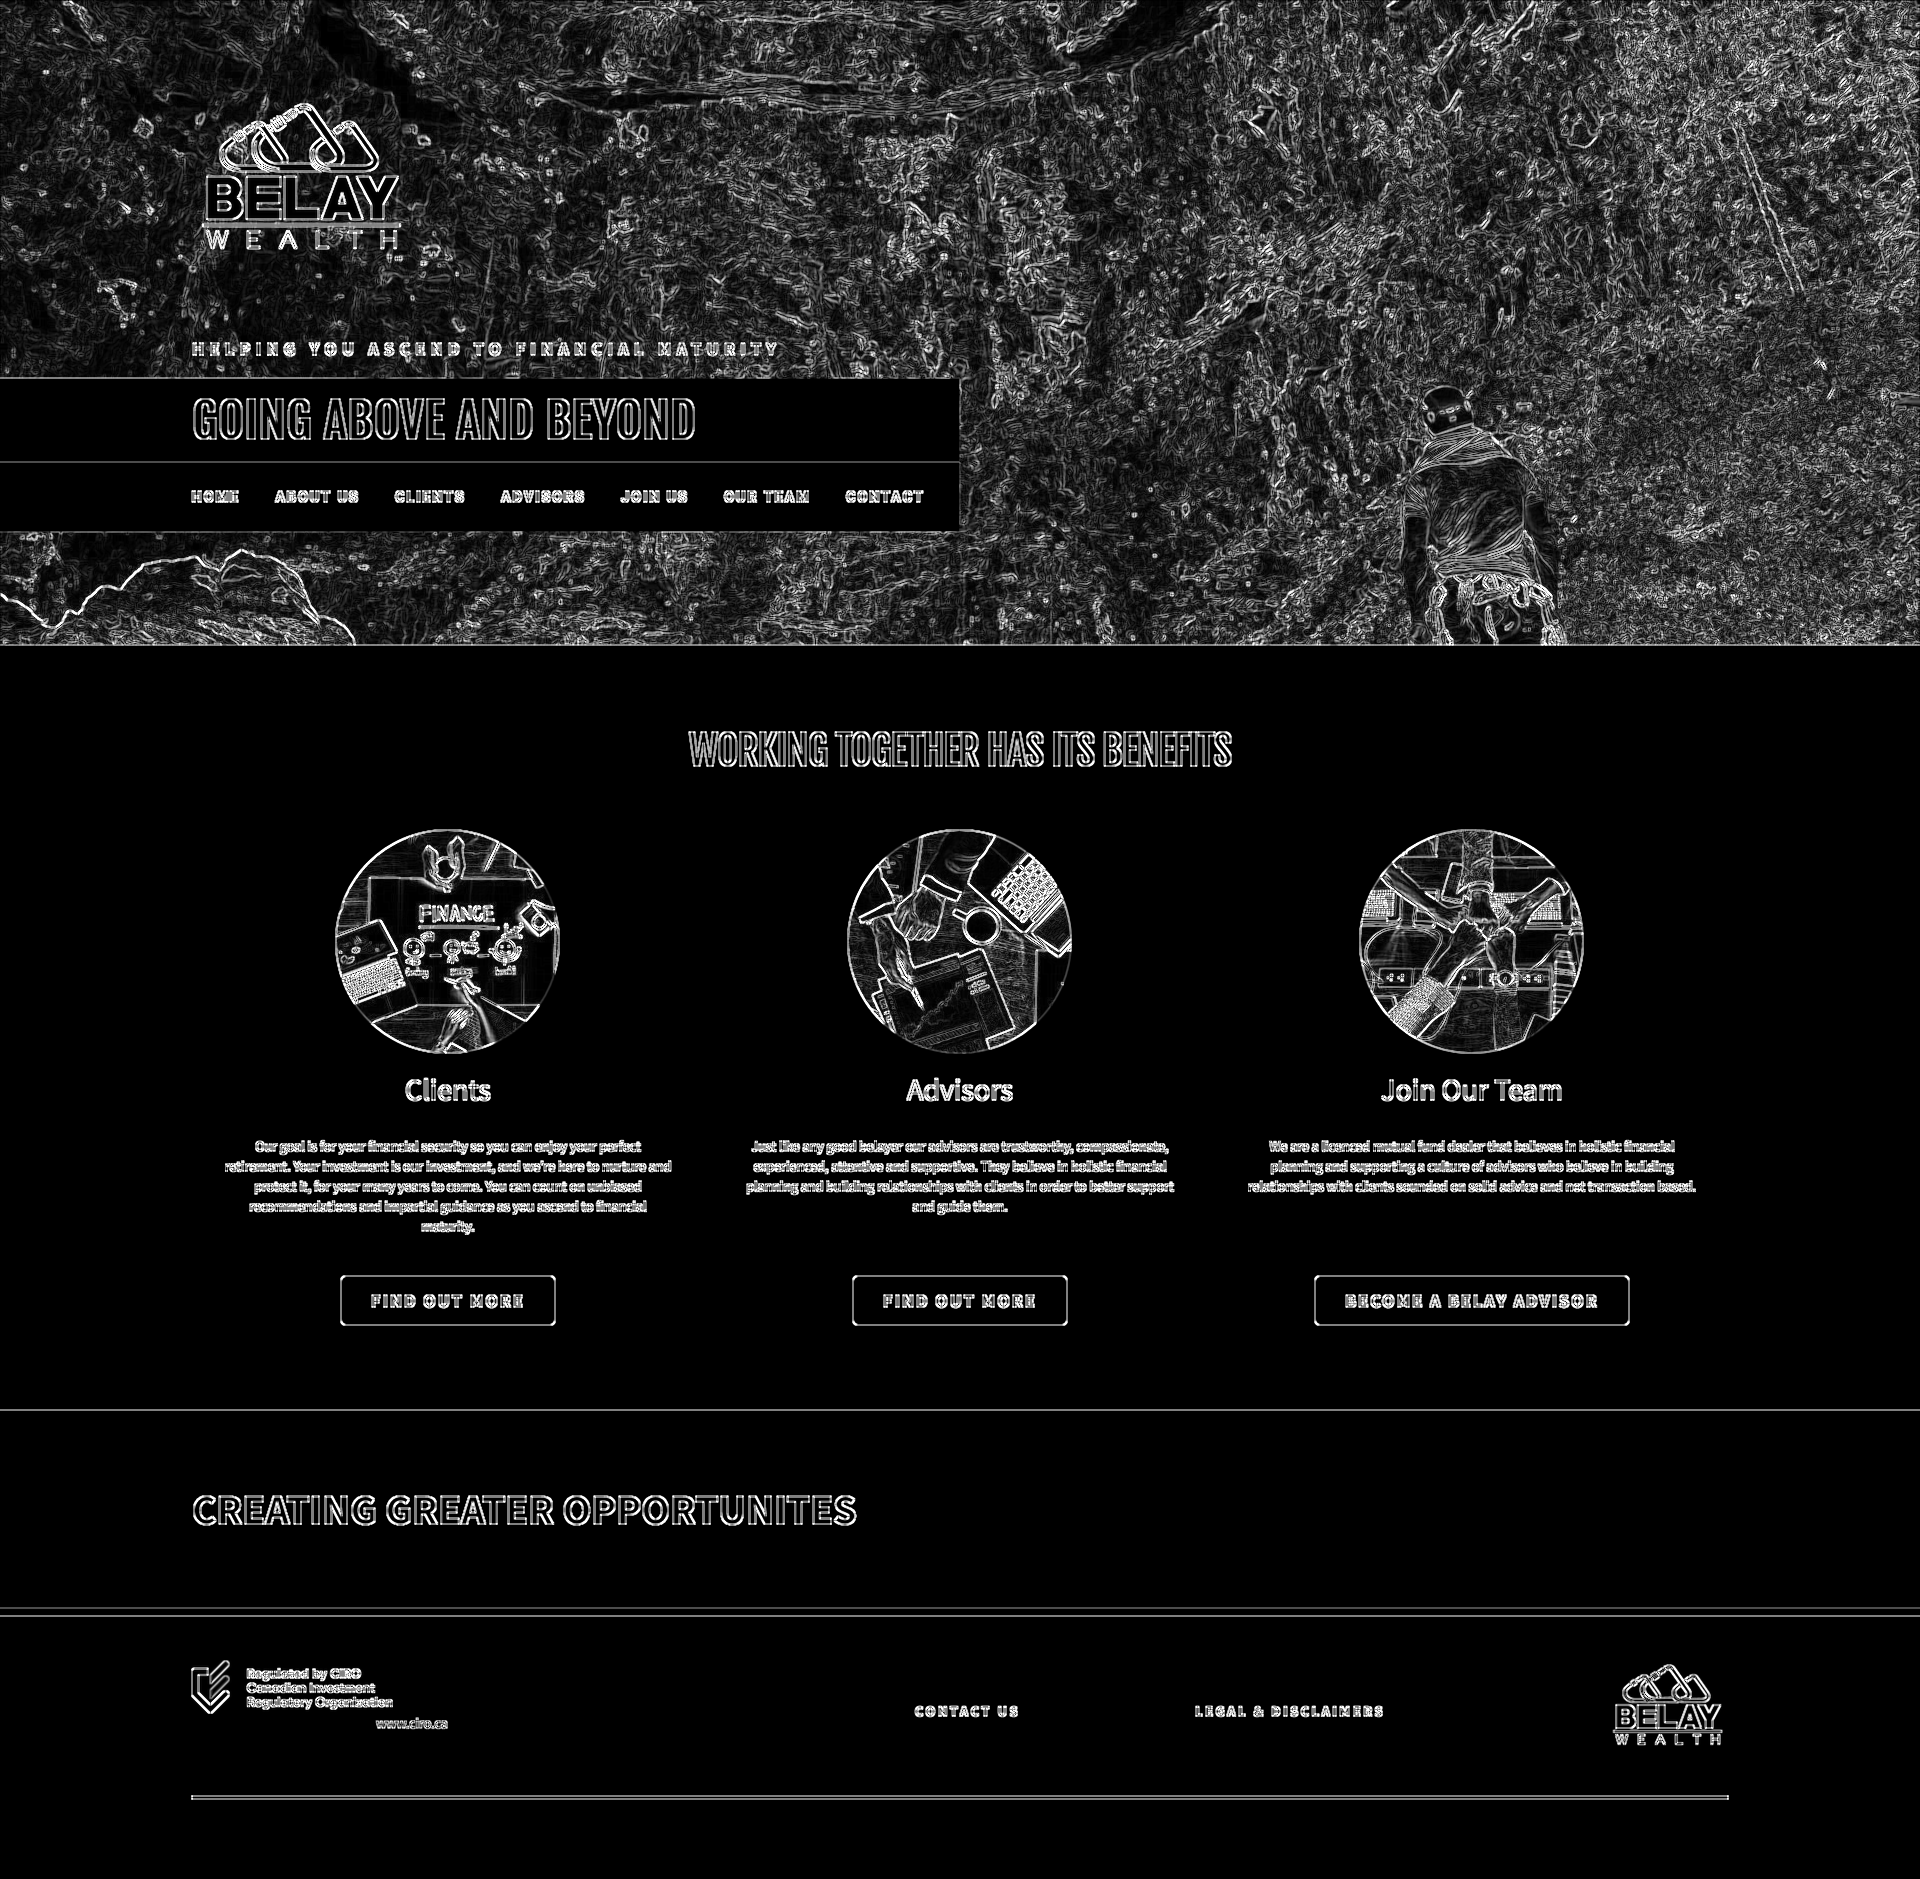 BELAY
WEALTH
HELPING YOU ASCEND TO FINANCIAL MATURITY
GOING ABOVE AND BEYOND
HOME ABOUT US CLIENTS ADVISORS JOIN US OUR TEAM CONTACT
WORKING TOGETHER HAS ITS BENEFITS
FINANCE
Clients
Our goal is for your financial security so you can enjoy your perfect
retirement. Your investment is our investment, and we're here to nurture and
protect it, for your many years to come. You can count on unbiased
recommendations and impartial guidance as you ascend to financial
maturity.
FIND OUT MORE
Advisors
Just like any good belayer our advisors are trustworthy, compassionate,
experienced, attentive and supportive. They believe in holistic financial
planning and building relationships with clients in order to better support
and guide them.
FIND OUT MORE
Join Our Team
We are a licenced mutual fund dealer that believes in holistic financial
planning and supporting a culture of advisors who believe in building
relationships with clients sounded on solid advice and not transaction based.
BECOME A BELAY ADVISOR
CREATING GREATER OPPORTUNITES
Regulated by CIRO
Canadian Investment
Regulatory Organization
www.ciro.ca
CONTACT US
LEGAL & DISCLAIMERS
BELAY
WEALTH